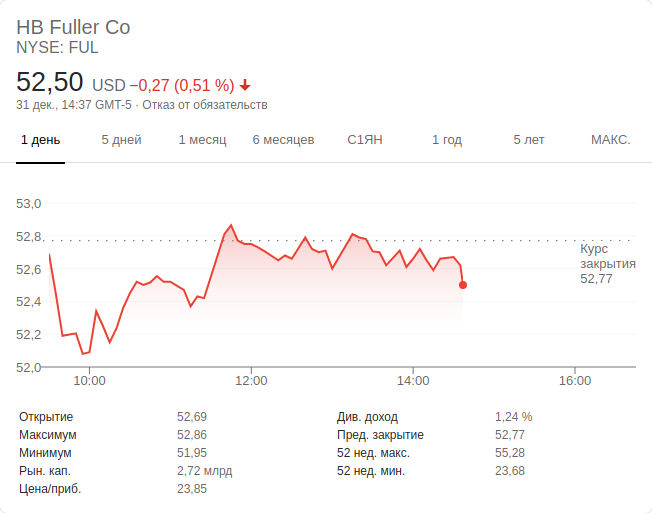 HB Fuller Co
NYSE: FUL
52,50 USD −0,27 (0,51 %)
31 дек., 14:37 GMT-5 · Отказ от обязательств
1 день 5 дней 1 месяц 6 месяцев С1ЯН 1 год 5 лет МАКС.
53,0
52,8
52,6
52,4
52,2
52,0
Курс
закрытия
52,77
10:00 12:00 14:00 16:00
Открытие 52,69
Максимум 52,86
Минимум 51,95
Рын. кап. 2,72 млрд
Цена/приб. 23,85
Див. доход 1,24 %
Пред. закрытие 52,77
52 нед. макс. 55,28
52 нед. мин. 23,68